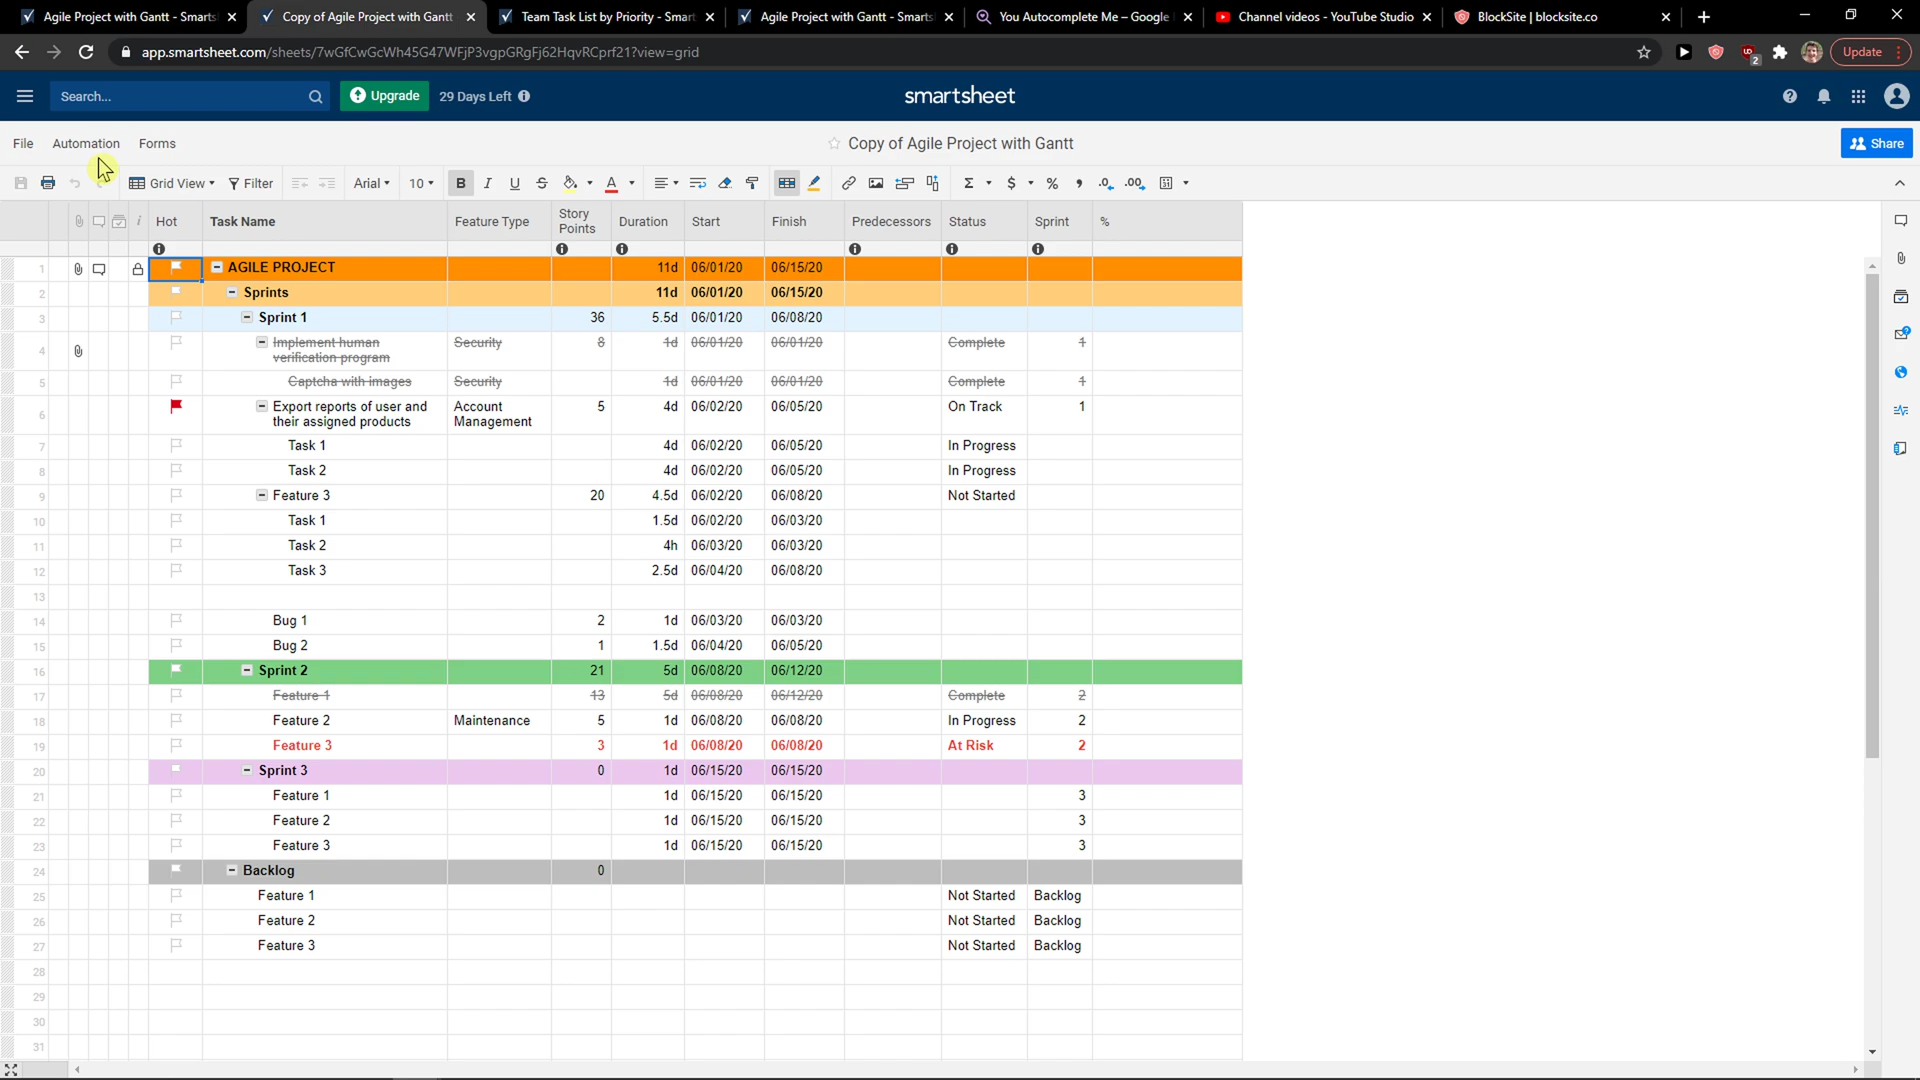 Agile Project with Gantt - Smarts
Copy of Agile Project with Gantt
Team Task List by Priority - Smar
Agile Project with Gantt - Smarts
You Autocomplete Me – Google
Channel videos - YouTube Studio
BlockSite | blocksite.co
app.smartsheet.com/sheets/7wGfCwGcWh45G47WFjP3vgpGRgFj62HqvRCprf21?view=grid
2
Update
Search...
Upgrade
29 Days Left
smartsheet
File Automation Forms
Copy of Agile Project with Gantt
Share
Grid View
Filter
Arial
10
B I U S A Σ $ % , .0 .00
Hot Task Name Feature Type Story Points Duration Start Finish Predecessors Status Sprint %
1 AGILE PROJECT 11d 06/01/20 06/15/20
2 Sprints 11d 06/01/20 06/15/20
3 Sprint 1 36 5.5d 06/01/20 06/08/20
4 Implement human verification program Security 8 1d 06/01/20 06/01/20 Complete 1
5 Captcha with images Security 1d 06/01/20 06/01/20 Complete 1
6 Export reports of user and their assigned products Account Management 5 4d 06/02/20 06/05/20 On Track 1
7 Task 1 4d 06/02/20 06/05/20 In Progress
8 Task 2 4d 06/02/20 06/05/20 In Progress
9 Feature 3 20 4.5d 06/02/20 06/08/20 Not Started
10 Task 1 1.5d 06/02/20 06/03/20
11 Task 2 4h 06/03/20 06/03/20
12 Task 3 2.5d 06/04/20 06/08/20
13
14 Bug 1 2 1d 06/03/20 06/03/20
15 Bug 2 1 1.5d 06/04/20 06/05/20
16 Sprint 2 21 5d 06/08/20 06/12/20
17 Feature 1 13 5d 06/08/20 06/12/20 Complete 2
18 Feature 2 Maintenance 5 1d 06/08/20 06/08/20 In Progress 2
19 Feature 3 3 1d 06/08/20 06/08/20 At Risk 2
20 Sprint 3 0 1d 06/15/20 06/15/20
21 Feature 1 1d 06/15/20 06/15/20 3
22 Feature 2 1d 06/15/20 06/15/20 3
23 Feature 3 1d 06/15/20 06/15/20 3
24 Backlog 0
25 Feature 1 Not Started Backlog
26 Feature 2 Not Started Backlog
27 Feature 3 Not Started Backlog
28
29
30
31